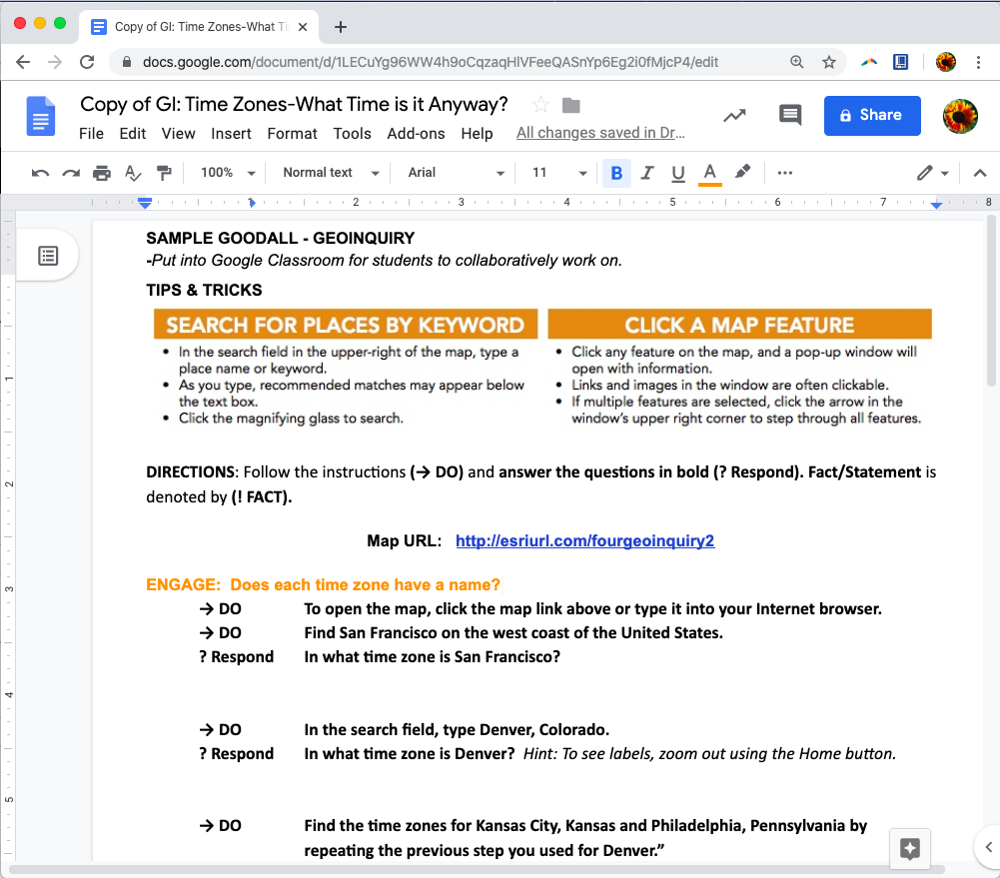 Copy of GI: Time Zones-What Ti
docs.google.com/document/d/1LECuYg96WW4h9oCqzaqHlVFeeQASnYp6Eg2i0fMjcP4/edit
Copy of GI: Time Zones-What Time is it Anyway?
File Edit View Insert Format Tools Add-ons Help All changes saved in Dr…
Share
100% Normal text Arial 11 B I U A
1 2 3 4 5 6 7 8
SAMPLE GOODALL - GEOINQUIRY
-Put into Google Classroom for students to collaboratively work on.
TIPS & TRICKS
SEARCH FOR PLACES BY KEYWORD
• In the search field in the upper-right of the map, type a
place name or keyword.
• As you type, recommended matches may appear below
the text box.
• Click the magnifying glass to search.
CLICK A MAP FEATURE
• Click any feature on the map, and a pop-up window will
open with information.
• Links and images in the window are often clickable.
• If multiple features are selected, click the arrow in the
window's upper right corner to step through all features.
DIRECTIONS: Follow the instructions (→ DO) and answer the questions in bold (? Respond). Fact/Statement is
denoted by (! FACT).
Map URL: http://esriurl.com/fourgeoinquiry2
ENGAGE: Does each time zone have a name?
→ DO To open the map, click the map link above or type it into your Internet browser.
→ DO Find San Francisco on the west coast of the United States.
? Respond In what time zone is San Francisco?
→ DO In the search field, type Denver, Colorado.
? Respond In what time zone is Denver? Hint: To see labels, zoom out using the Home button.
→ DO Find the time zones for Kansas City, Kansas and Philadelphia, Pennsylvania by
repeating the previous step you used for Denver.”
1
2
3
4
5